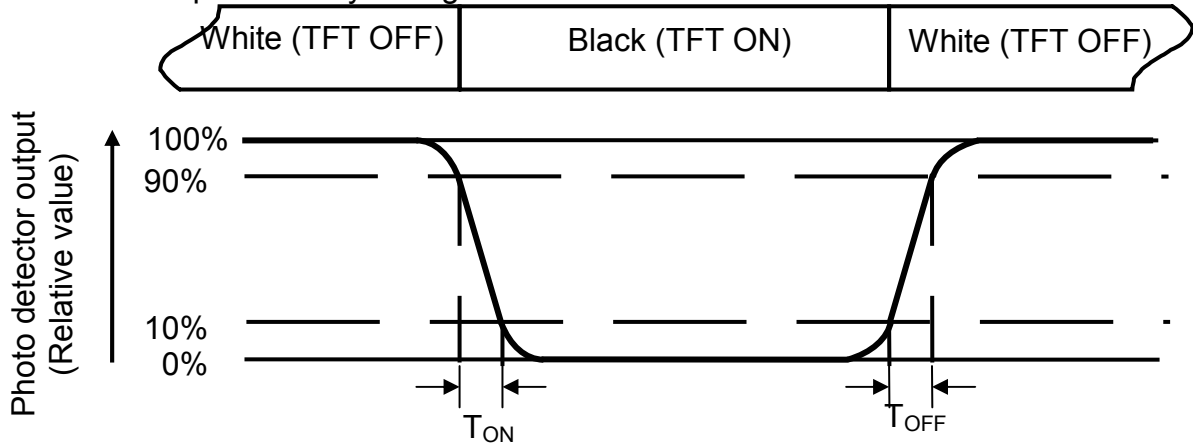 White (TFT OFF) Black (TFT ON) White (TFT OFF)
Photo detector output
(Relative value)
100%
90%
10%
0%
TON
TOFF